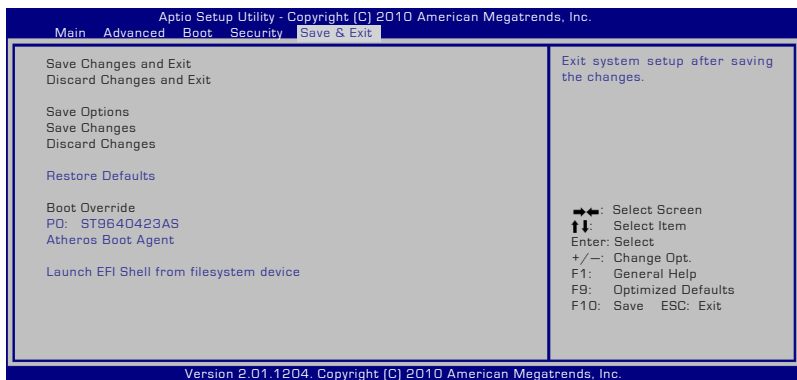 Aptio Setup Utility - Copyright (C) 2010 American Megatrends, Inc.
Main Advanced Boot Security Save & Exit
Save Changes and Exit
Discard Changes and Exit
Save Options
Save Changes
Discard Changes
Restore Defaults
Boot Override
P0: ST9640423AS
Atheros Boot Agent
Launch EFI Shell from filesystem device
Exit system setup after saving
the changes.
→←: Select Screen
↑↓: Select Item
Enter: Select
+/—: Change Opt.
F1: General Help
F9: Optimized Defaults
F10: Save ESC: Exit
Version 2.01.1204. Copyright (C) 2010 American Megatrends, Inc.